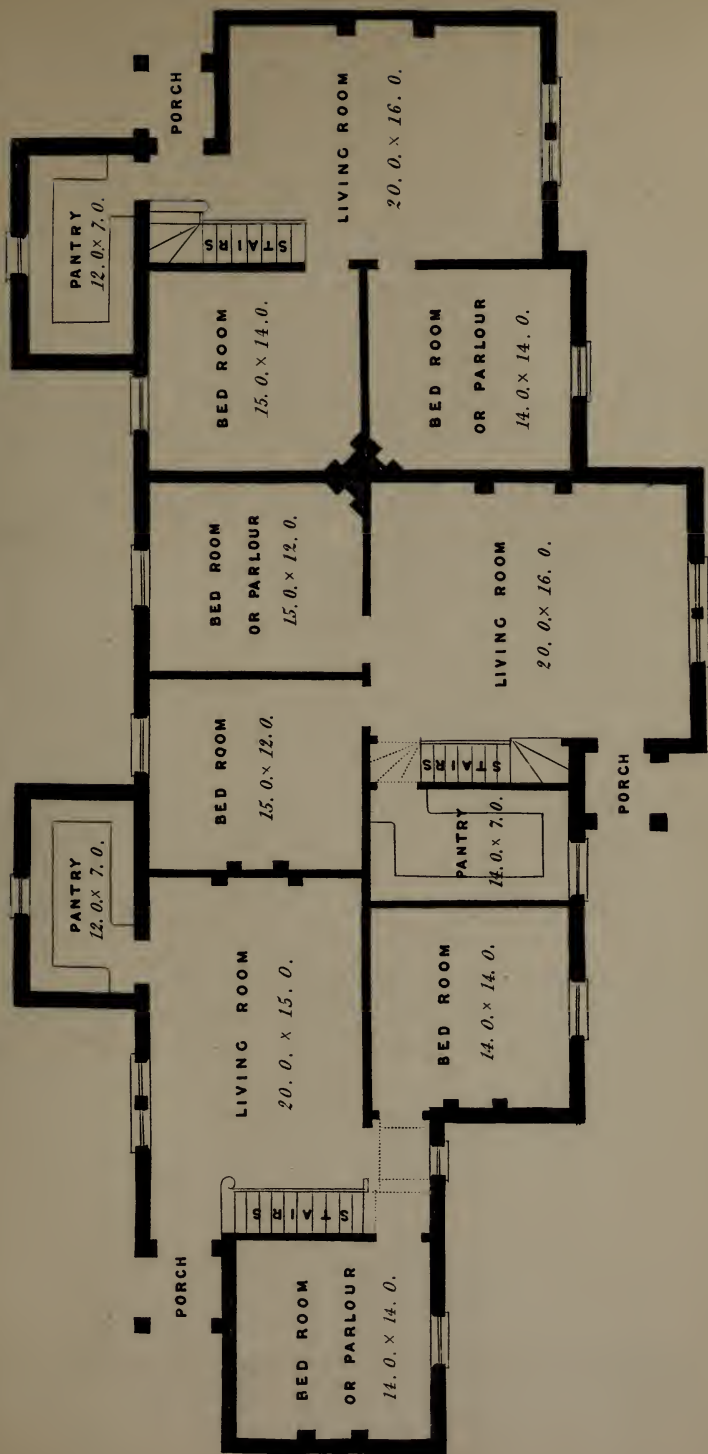 PORCH
PANTRY
12.0.× 7.0.
STAIRS
LIVING ROOM
20.0.× 16.0.
BED ROOM
15.0.× 14.0.
BED ROOM
OR PARLOUR
14.0.× 14.0.
BED ROOM
OR PARLOUR
15.0.× 12.0.
LIVING ROOM
20.0.× 16.0.
BED ROOM
15.0.× 12.0.
STAIRS
PORCH
PANTRY
14.0.× 7.0.
PANTRY
12.0.× 7.0.
LIVING ROOM
20.0.× 15.0.
BED ROOM
14.0.× 14.0.
STAIRS
PORCH
BED ROOM
OR PARLOUR
14.0.× 14.0.